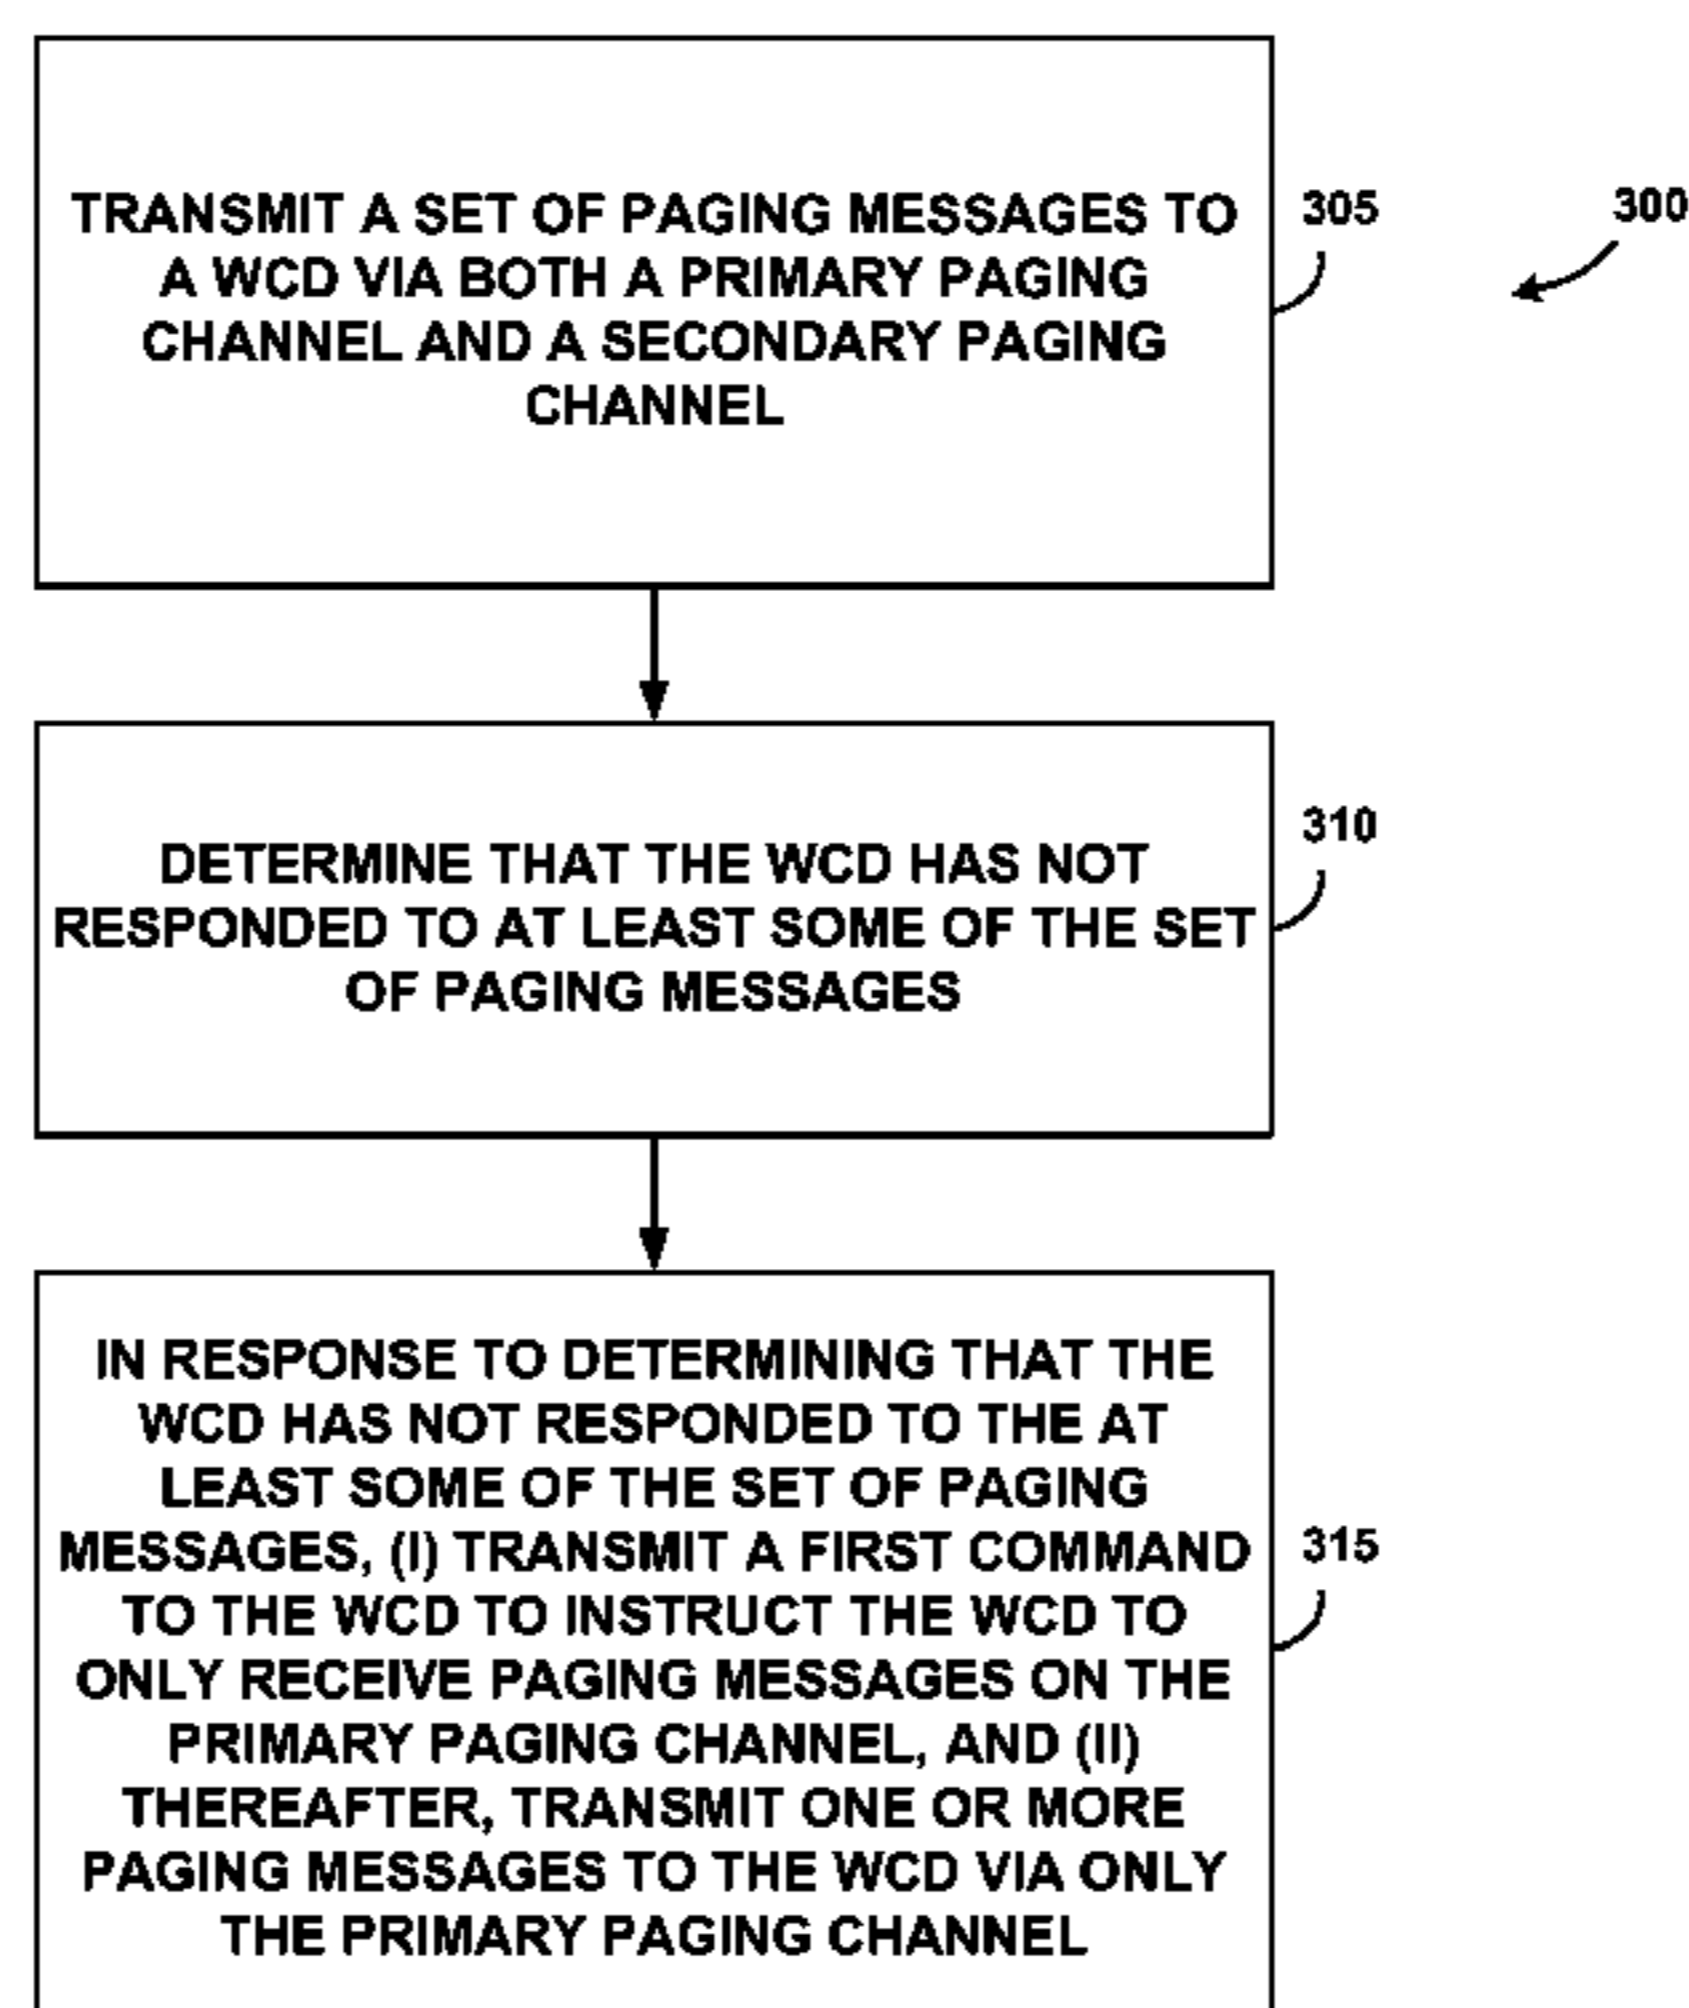 TRANSMIT A SET OF PAGING MESSAGES TO
A WCD VIA BOTH A PRIMARY PAGING
CHANNEL AND A SECONDARY PAGING
CHANNEL
305
300
DETERMINE THAT THE WCD HAS NOT
RESPONDED TO AT LEAST SOME OF THE SET
OF PAGING MESSAGES
310
IN RESPONSE TO DETERMINING THAT THE
WCD HAS NOT RESPONDED TO THE AT
LEAST SOME OF THE SET OF PAGING
MESSAGES, (I) TRANSMIT A FIRST COMMAND
TO THE WCD TO INSTRUCT THE WCD TO
ONLY RECEIVE PAGING MESSAGES ON THE
PRIMARY PAGING CHANNEL, AND (II)
THEREAFTER, TRANSMIT ONE OR MORE
PAGING MESSAGES TO THE WCD VIA ONLY
THE PRIMARY PAGING CHANNEL
315